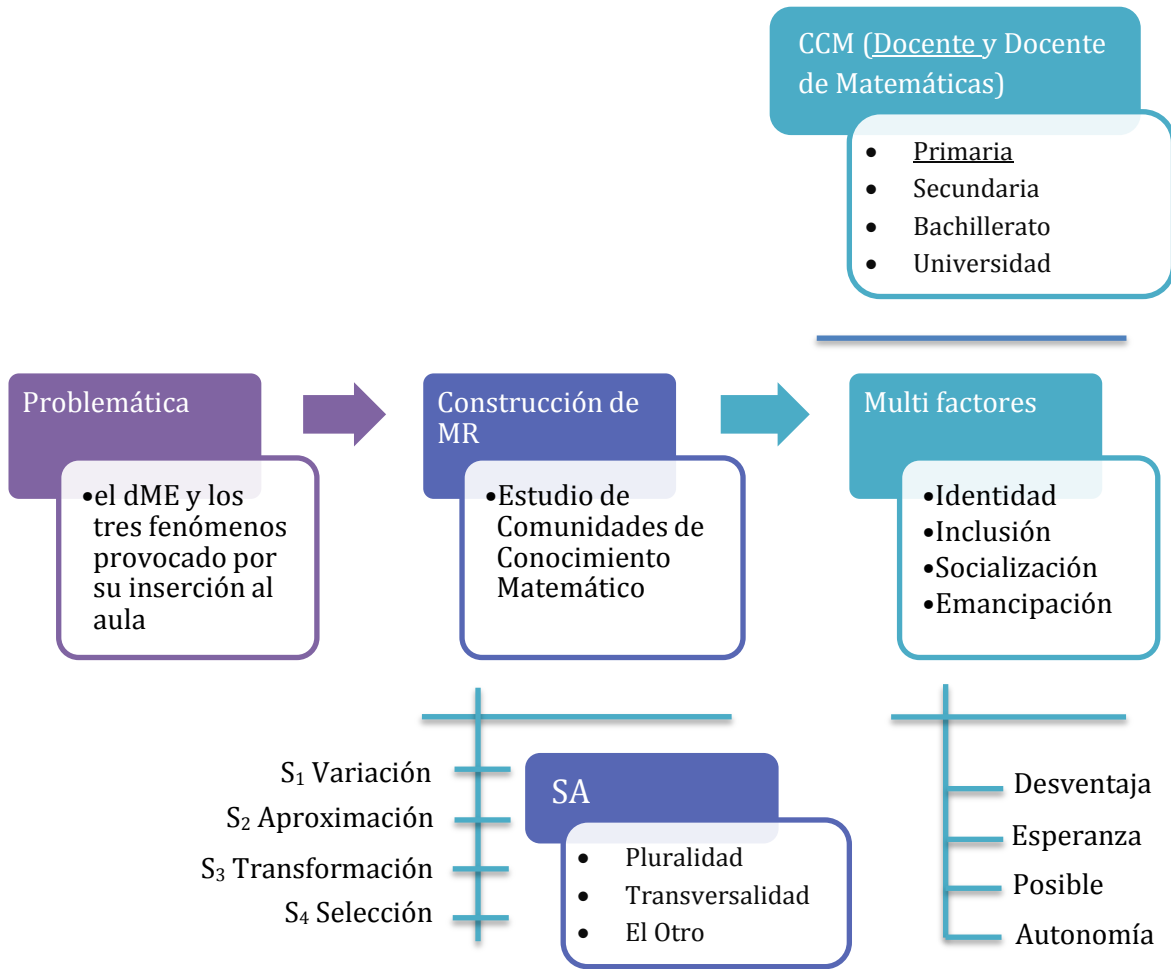 CCM (Docente y Docente
de Matemáticas)
• Primaria
• Secundaria
• Bachillerato
• Universidad
Problemática
•el dME y los
tres fenómenos
provocado por
su inserción al
aula
Construcción de
MR
•Estudio de
Comunidades de
Conocimiento
Matemático
Multi factores
•Identidad
•Inclusión
•Socialización
•Emancipación
S₁ Variación
S₂ Aproximación
S₃ Transformación
S₄ Selección
SA
• Pluralidad
• Transversalidad
• El Otro
Desventaja
Esperanza
Posible
Autonomía